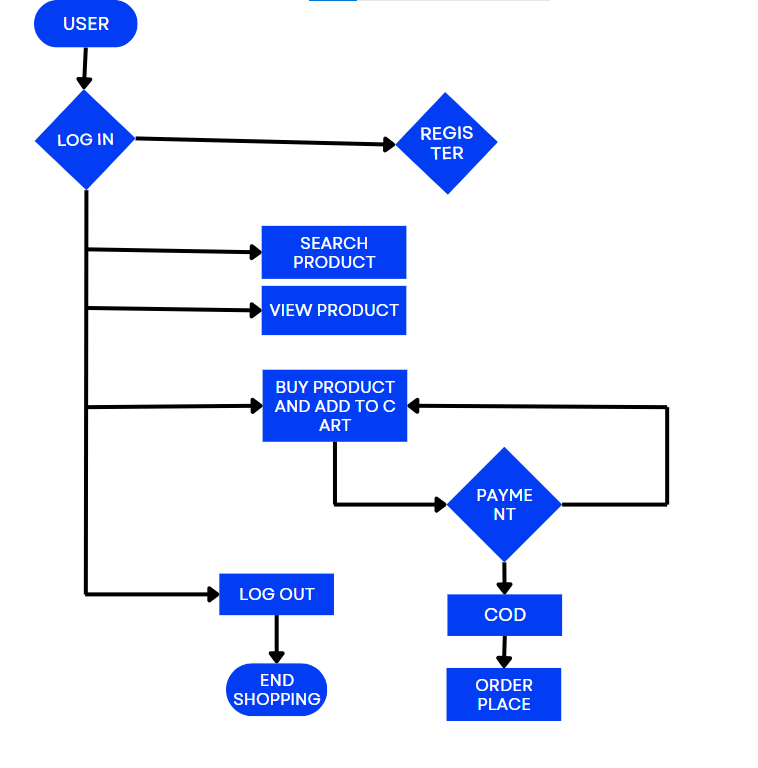 USER
LOG IN
REGIS
TER
SEARCH
PRODUCT
VIEW PRODUCT
BUY PRODUCT
AND ADD TO C
ART
PAYME
NT
LOG OUT
COD
END
SHOPPING
ORDER
PLACE